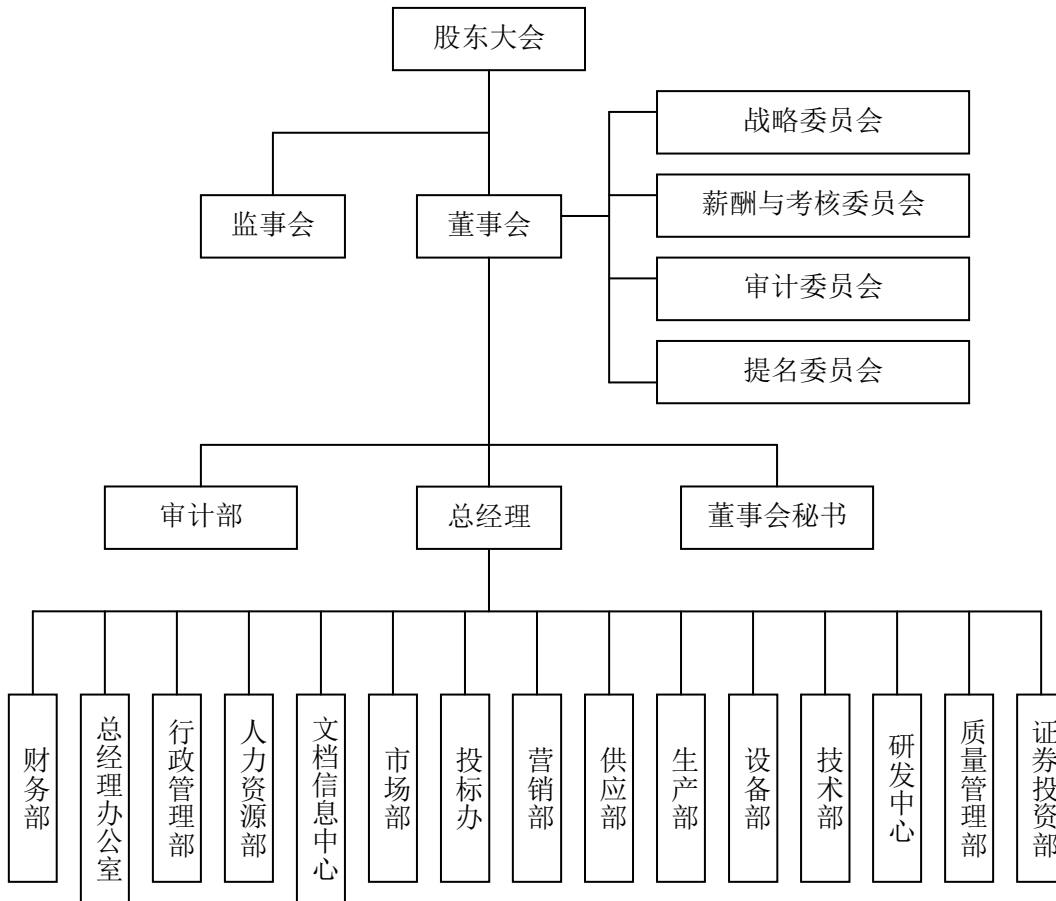 股东大会
战略委员会
监事会
董事会
薪酬与考核委员会
审计委员会
提名委员会
审计部
总经理
董事会秘书
财务部
总经理办公室
行政管理部
人力资源部
文档信息中心
市场部
投标办
营销部
供应部
生产部
设备部
技术部
研发中心
质量管理部
证券投资部